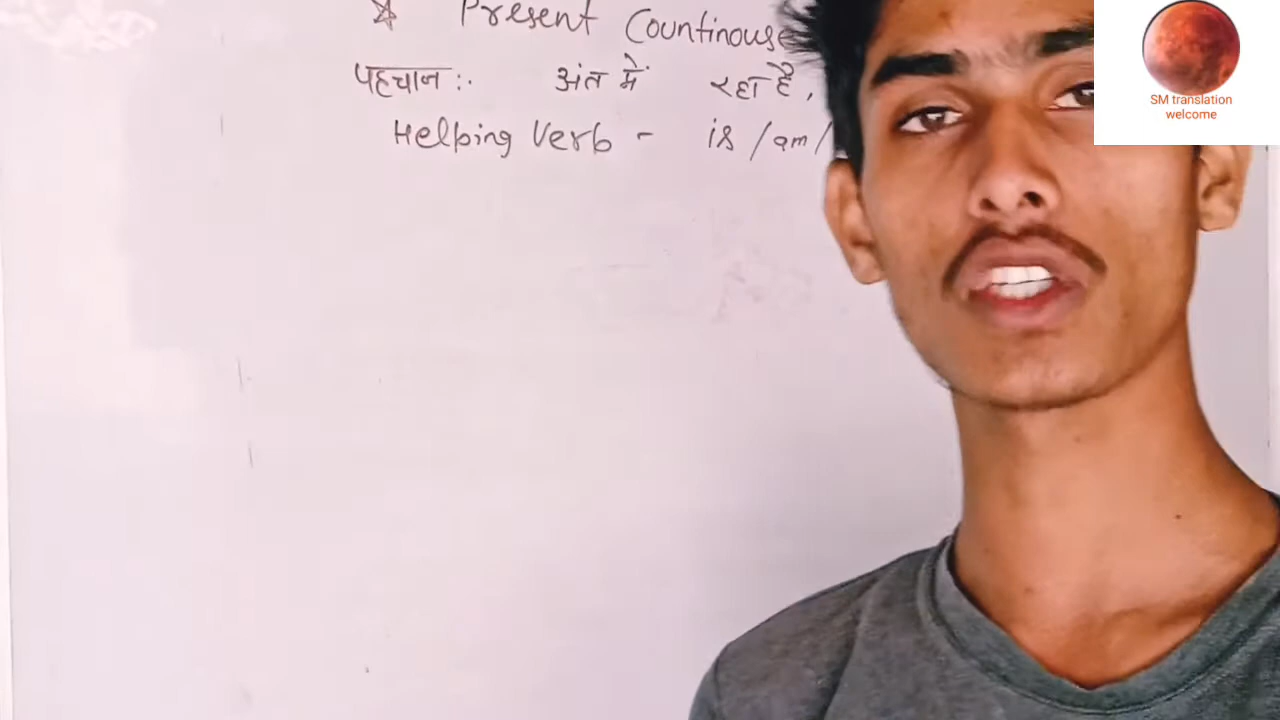 ☆ Present Countinouse
पहचान :. अंत में रहा है,
Helping Verb - is /am/
SM translation
welcome